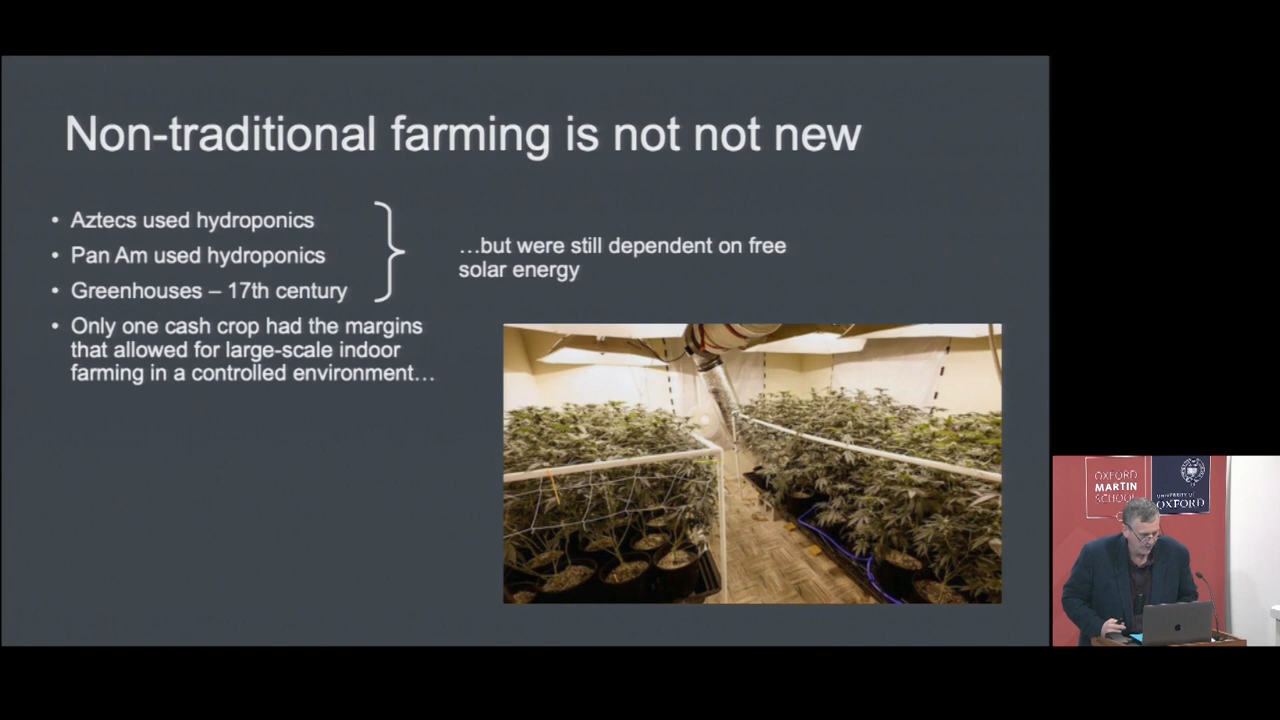 Non-traditional farming is not not new
• Aztecs used hydroponics
• Pan Am used hydroponics
• Greenhouses – 17th century
• Only one cash crop had the margins
that allowed for large-scale indoor
farming in a controlled environment…
…but were still dependent on free
solar energy
OXFORD
MARTIN
SCHOOL
UNIVERSITY OF
OXFORD